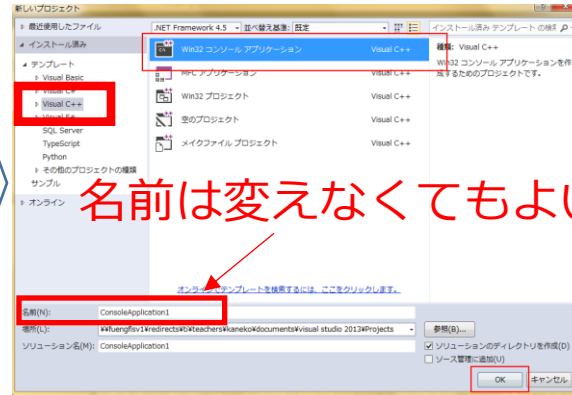 新しいプロジェクト
最近使用したファイル
.NET Framework 4.5
並べ替え基準: 既定
インストール済み テンプレート の検
インストール済み
テンプレート
Visual Basic
Visual C#
Visual C++
Visual F#
SQL Server
TypeScript
Python
その他のプロジェクトの種類
サンプル
オンライン
Win32 コンソール アプリケーション Visual C++
MFC アプリケーション Visual C++
Win32 プロジェクト Visual C++
空のプロジェクト Visual C++
メイクファイル プロジェクト Visual C++
種類: Visual C++
Win32 コンソール アプリケーションを作
成するためのプロジェクトです。
名前は変えなくてもよい
オンラインでテンプレートを検索するには、ここをクリックします。
名前(N): ConsoleApplication1
場所(L): ¥¥fuengfisv1¥redirects¥bi¥teachers¥kaneko¥documents¥visual studio 2013¥Projects
参照(B)...
ソリューション名(M): ConsoleApplication1
ソリューションのディレクトリを作成(D)
ソース管理に追加(U)
OK
キャンセル